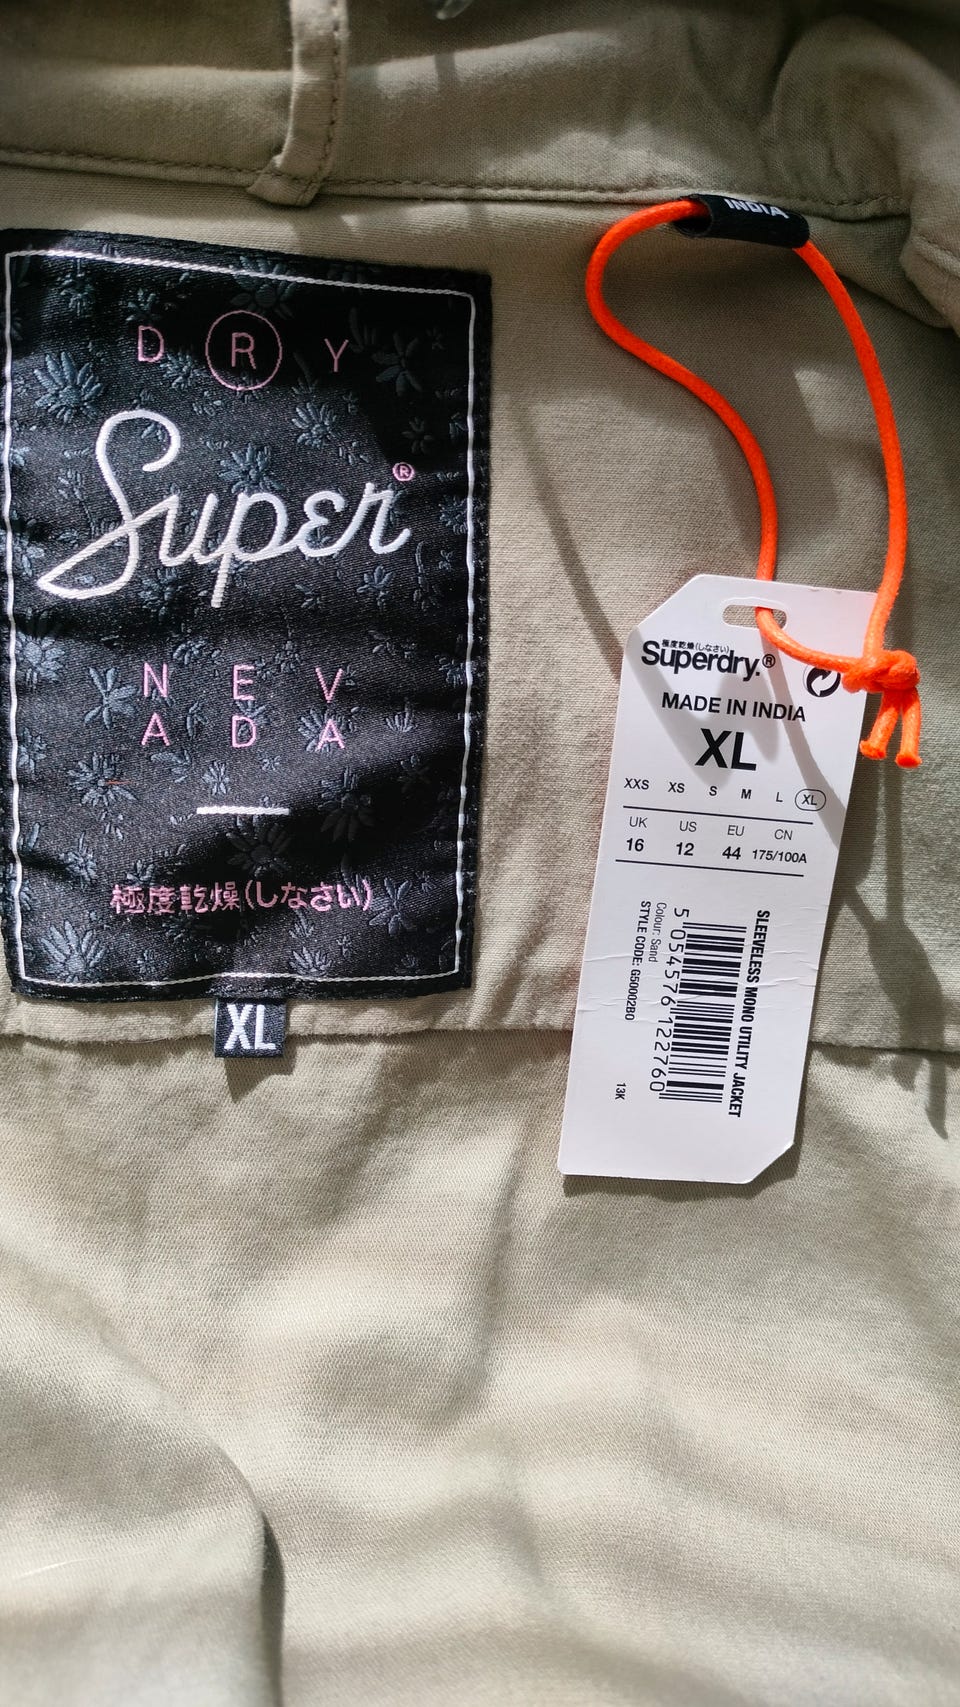 D R Y
Super®
N E V
A D A
極度乾燥(しなさい)
XL
INDIA
極度乾燥(しなさい)
Superdry.®
MADE IN INDIA
XL
XXS XS S M L XL
UK US EU CN
16 12 44 175/100A
SLEEVELESS MONO UTILITY JACKET
5 054576 122760
Colour: Sand
STYLE CODE: G50002BO
13K